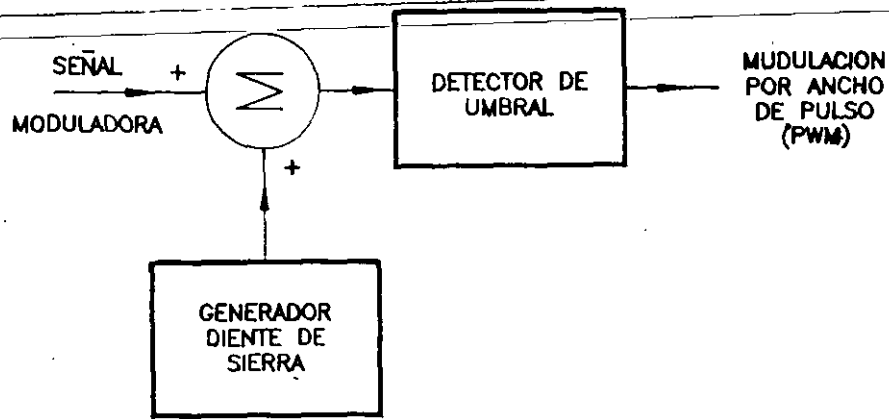 SEÑAL
MODULADORA
+
Σ
+
DETECTOR DE
UMBRAL
MUDULACION
POR ANCHO
DE PULSO
(PWM)
GENERADOR
DIENTE DE
SIERRA